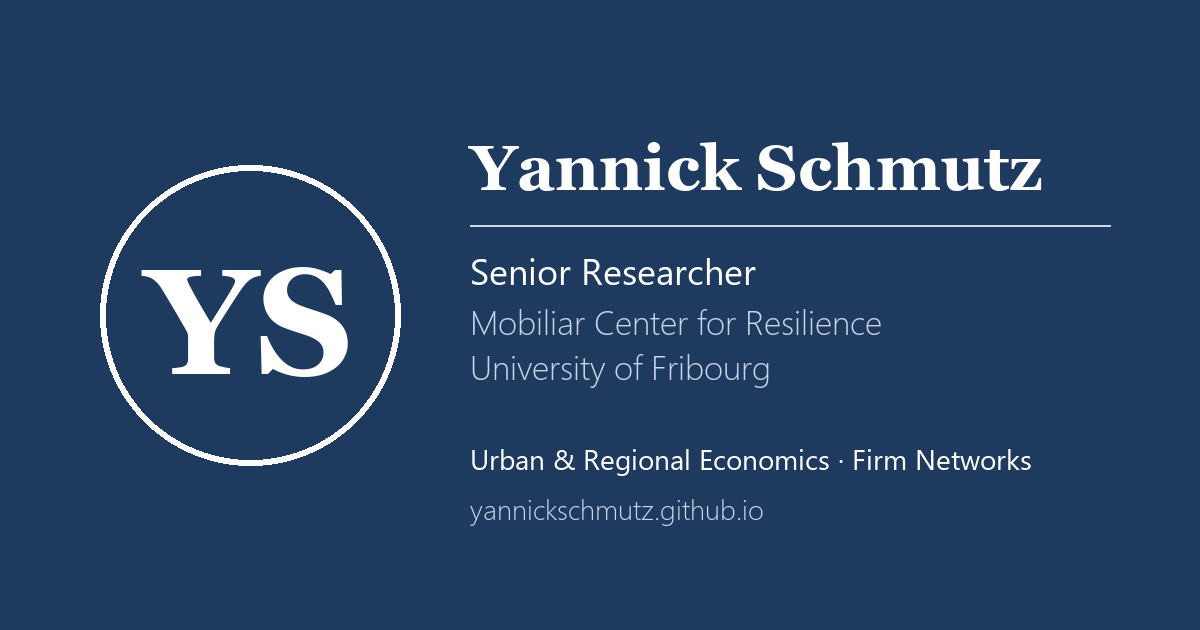 YS
Yannick Schmutz
Senior Researcher
Mobiliar Center for Resilience
University of Fribourg
Urban & Regional Economics · Firm Networks
yannickschmutz.github.io